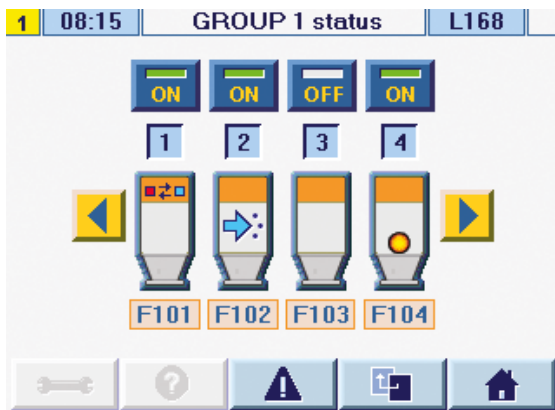 1 08:15 GROUP 1 status L168
ON ON OFF ON
1 2 3 4
F101 F102 F103 F104
?